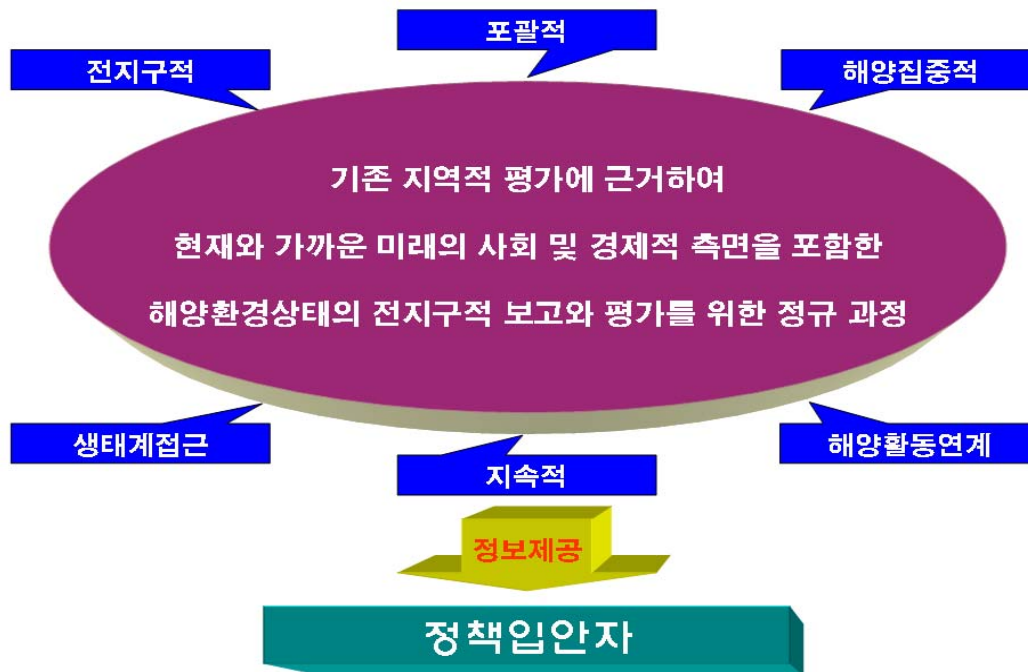 포괄적
전지구적
해양집중적
기존 지역적 평가에 근거하여
현재와 가까운 미래의 사회 및 경제적 측면을 포함한
해양환경상태의 전지구적 보고와 평가를 위한 정규 과정
생태계접근
해양활동연계
지속적
정보제공
정책입안자